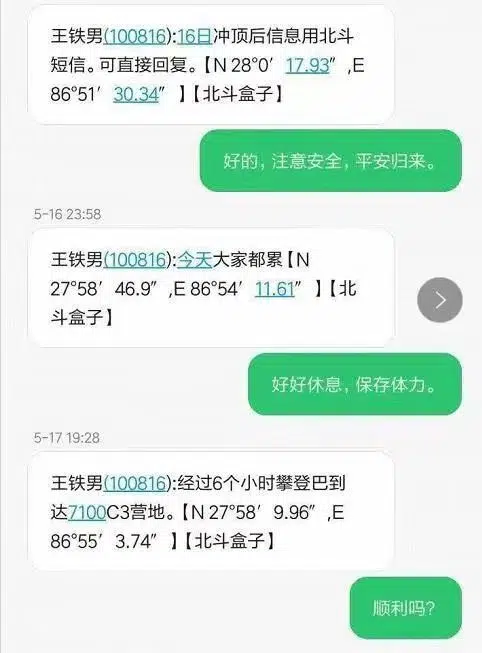 王铁男(100816):16日冲顶后信息用北斗
短信。可直接回复。【N 28°0′17.93″,E
86°51′30.34″】【北斗盒子】
好的，注意安全，平安归来。
5-16 23:58
王铁男(100816):今天大家都累【N
27°58′46.9″,E 86°54′11.61″】【北
斗盒子】
好好休息，保存体力。
5-17 19:28
王铁男(100816):经过6个小时攀登巴到
达7100C3营地。【N 27°58′9.96″,E
86°55′3.74″】【北斗盒子】
顺利吗?